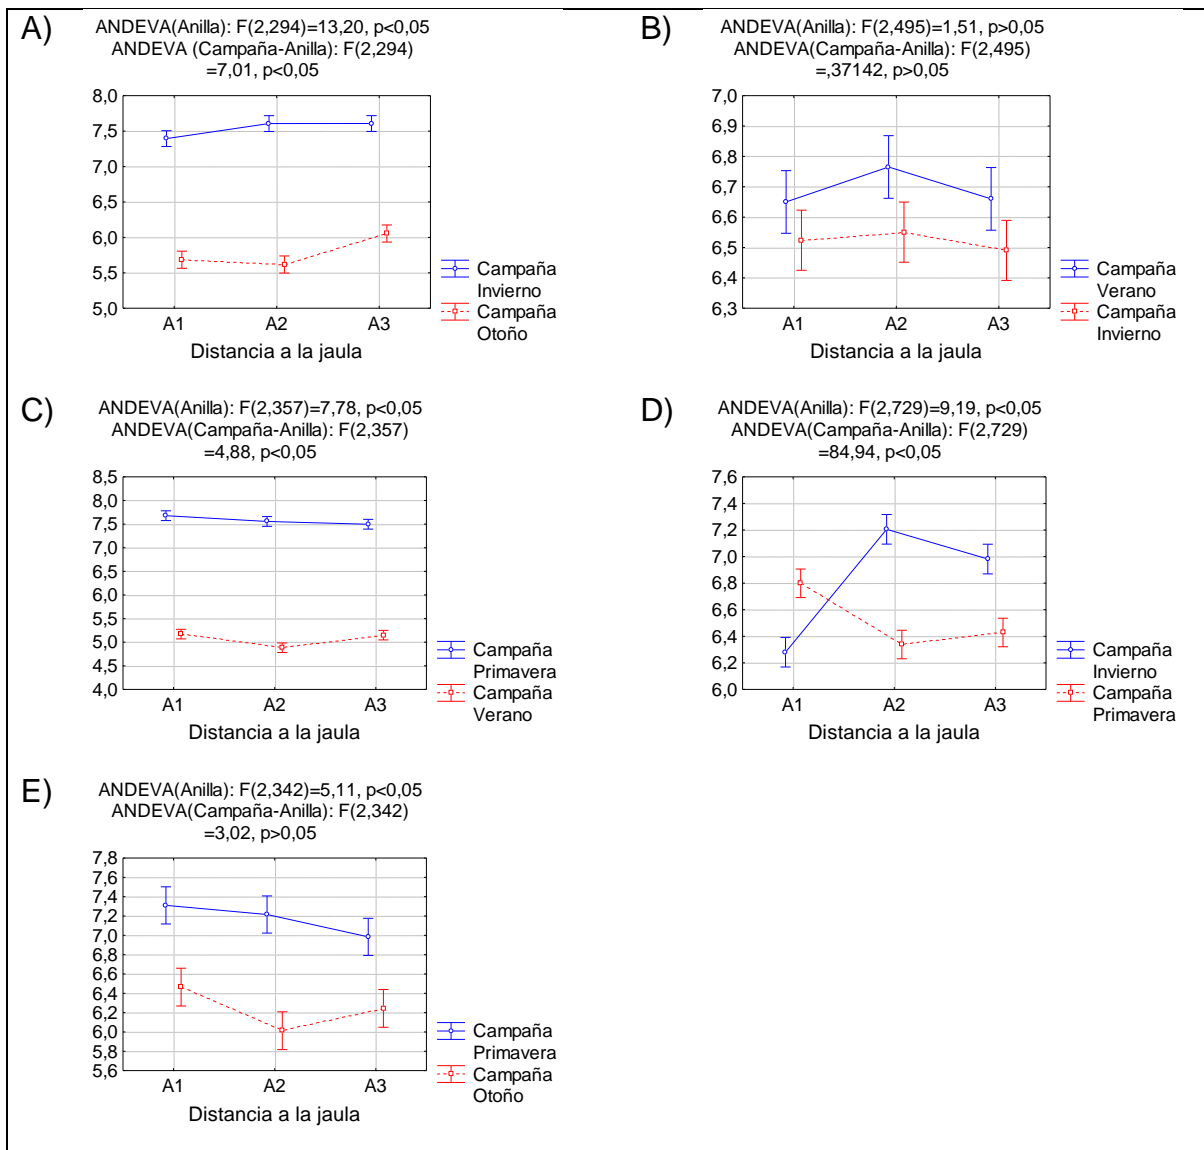 A)
ANDEVA(Anilla): F(2,294)=13,20, p<0,05
ANDEVA (Campaña-Anilla): F(2,294)
=7,01, p<0,05
8,0
7,5
7,0
6,5
6,0
5,5
5,0
A1 A2 A3
Distancia a la jaula
Campaña
Invierno
Campaña
Otoño
B)
ANDEVA(Anilla): F(2,495)=1,51, p>0,05
ANDEVA(Campaña-Anilla): F(2,495)
=,37142, p>0,05
7,0
6,9
6,8
6,7
6,6
6,5
6,4
6,3
A1 A2 A3
Distancia a la jaula
Campaña
Verano
Campaña
Invierno
C)
ANDEVA(Anilla): F(2,357)=7,78, p<0,05
ANDEVA(Campaña-Anilla): F(2,357)
=4,88, p<0,05
8,5
8,0
7,5
7,0
6,5
6,0
5,5
5,0
4,5
4,0
A1 A2 A3
Distancia a la jaula
Campaña
Primavera
Campaña
Verano
D)
ANDEVA(Anilla): F(2,729)=9,19, p<0,05
ANDEVA(Campaña-Anilla): F(2,729)
=84,94, p<0,05
7,6
7,4
7,2
7,0
6,8
6,6
6,4
6,2
6,0
A1 A2 A3
Distancia a la jaula
Campaña
Invierno
Campaña
Primavera
E)
ANDEVA(Anilla): F(2,342)=5,11, p<0,05
ANDEVA(Campaña-Anilla): F(2,342)
=3,02, p>0,05
7,8
7,6
7,4
7,2
7,0
6,8
6,6
6,4
6,2
6,0
5,8
5,6
A1 A2 A3
Distancia a la jaula
Campaña
Primavera
Campaña
Otoño